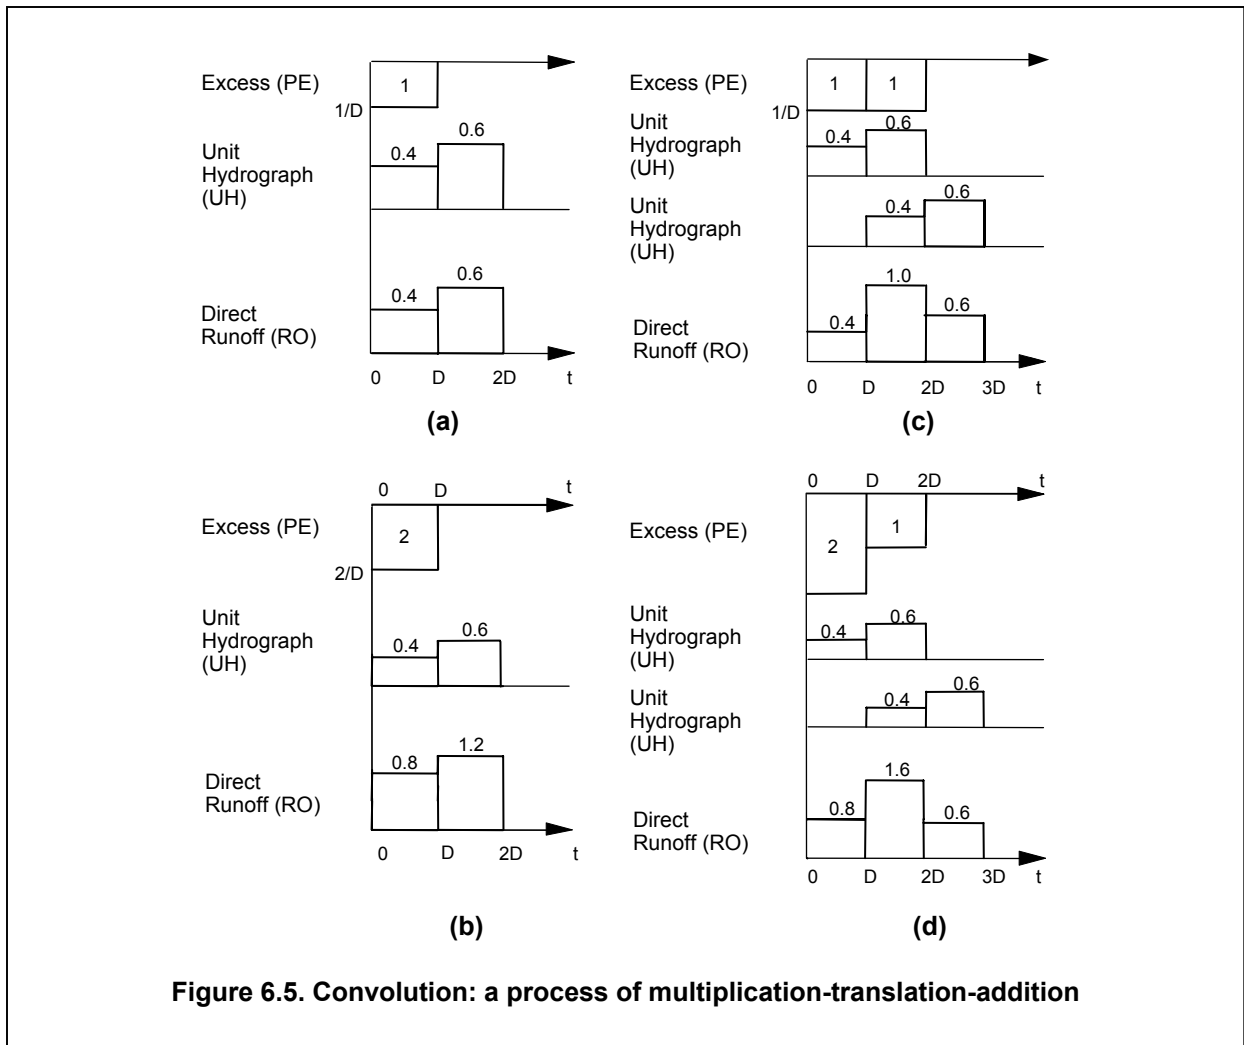 Excess (PE)
1
1/D
Unit
Hydrograph
(UH)
0.4
0.6
Direct
Runoff (RO)
0.4
0.6
0 D 2D t
(a)
Excess (PE)
1 1
1/D
Unit
Hydrograph
(UH)
0.4
0.6
Unit
Hydrograph
(UH)
0.4
0.6
Direct
Runoff (RO)
0.4
1.0
0.6
0 D 2D 3D t
(c)
0 D t
Excess (PE)
2
2/D
Unit
Hydrograph
(UH)
0.4
0.6
Direct
Runoff (RO)
0.8
1.2
0 D 2D t
(b)
0 D 2D t
Excess (PE)
2
1
Unit
Hydrograph
(UH)
0.4
0.6
Unit
Hydrograph
(UH)
0.4
0.6
Direct
Runoff (RO)
0.8
1.6
0.6
0 D 2D 3D t
(d)
Figure 6.5. Convolution: a process of multiplication-translation-addition